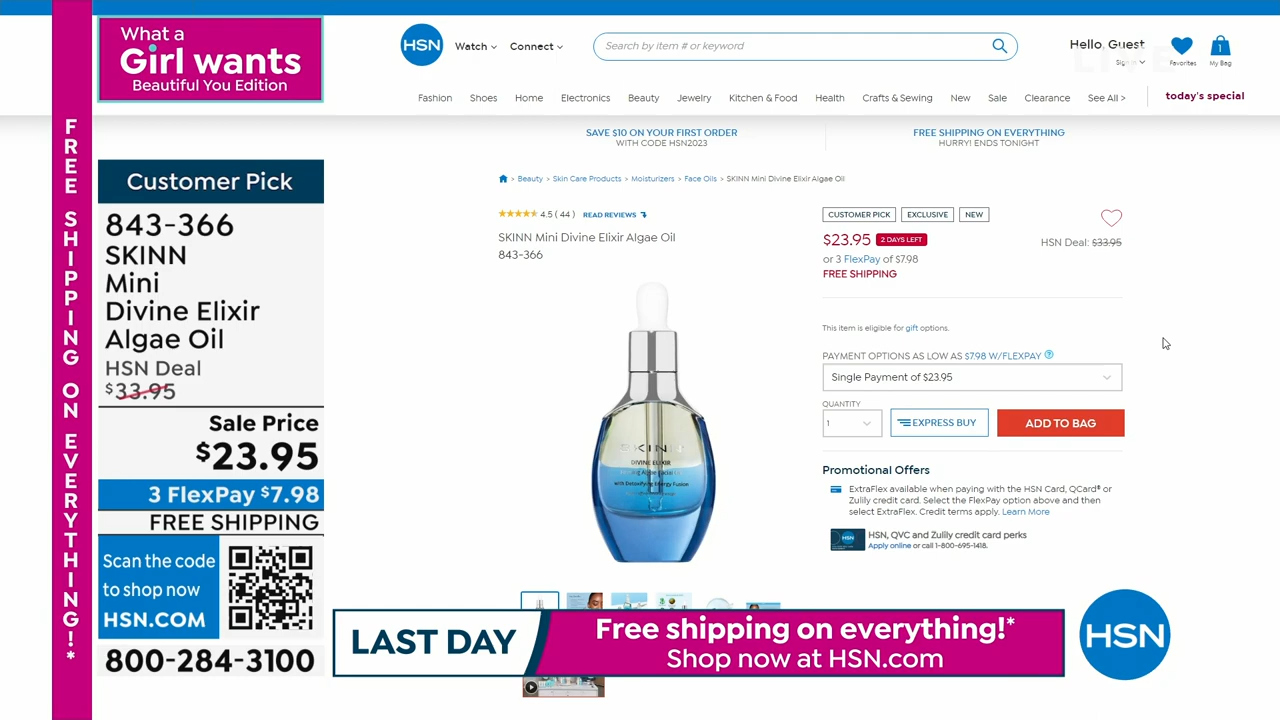 What a
Girl wants
Beautiful You Edition
FREE SHIPPING ON EVERYTHING!*
Customer Pick
843-366
SKINN
Mini
Divine Elixir
Algae Oil
HSN Deal
$33.95
Sale Price
$23.95
3 FlexPay $7.98
FREE SHIPPING
Scan the code
to shop now
HSN.COM
800-284-3100
HSN
Watch
Connect
Search by item # or keyword
Hello, Guest
Sign In
Favorites
1
My Bag
LIVE
Fashion Shoes Home Electronics Beauty Jewelry Kitchen & Food Health Crafts & Sewing New Sale Clearance See All >
today's special
SAVE $10 ON YOUR FIRST ORDER
WITH CODE HSN2023
FREE SHIPPING ON EVERYTHING
HURRY! ENDS TONIGHT
> Beauty > Skin Care Products > Moisturizers > Face Oils > SKINN Mini Divine Elixir Algae Oil
4.5 ( 44 ) READ REVIEWS
SKINN Mini Divine Elixir Algae Oil
843-366
SKINN
DIVINE ELIXIR
with Detoxifying Energy Fusion
CUSTOMER PICK EXCLUSIVE NEW
$23.95 2 DAYS LEFT
HSN Deal: $33.95
or 3 FlexPay of $7.98
FREE SHIPPING
This item is eligible for gift options.
PAYMENT OPTIONS AS LOW AS $7.98 W/FLEXPAY ?
Single Payment of $23.95
QUANTITY
1
EXPRESS BUY
ADD TO BAG
Promotional Offers
ExtraFlex available when paying with the HSN Card, QCard® or
Zulily credit card. Select the FlexPay option above and then
select ExtraFlex. Credit terms apply. Learn More
HSN
HSN, QVC and Zulily credit card perks
Apply online or call 1-800-695-1418.
LAST DAY
Free shipping on everything!*
Shop now at HSN.com
HSN